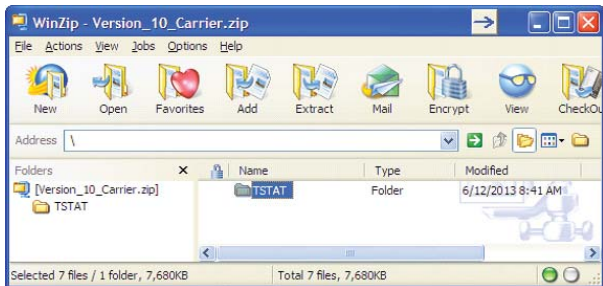 WinZip - Version_10_Carrier.zip
File Actions View Jobs Options Help
New Open Favorites Add Extract Mail Encrypt View CheckOu
Address \
Folders x Name Type Modified
[Version_10_Carrier.zip] TSTAT Folder 6/12/2013 8:41 AM
TSTAT
Selected 7 files / 1 folder, 7,680KB Total 7 files, 7,680KB